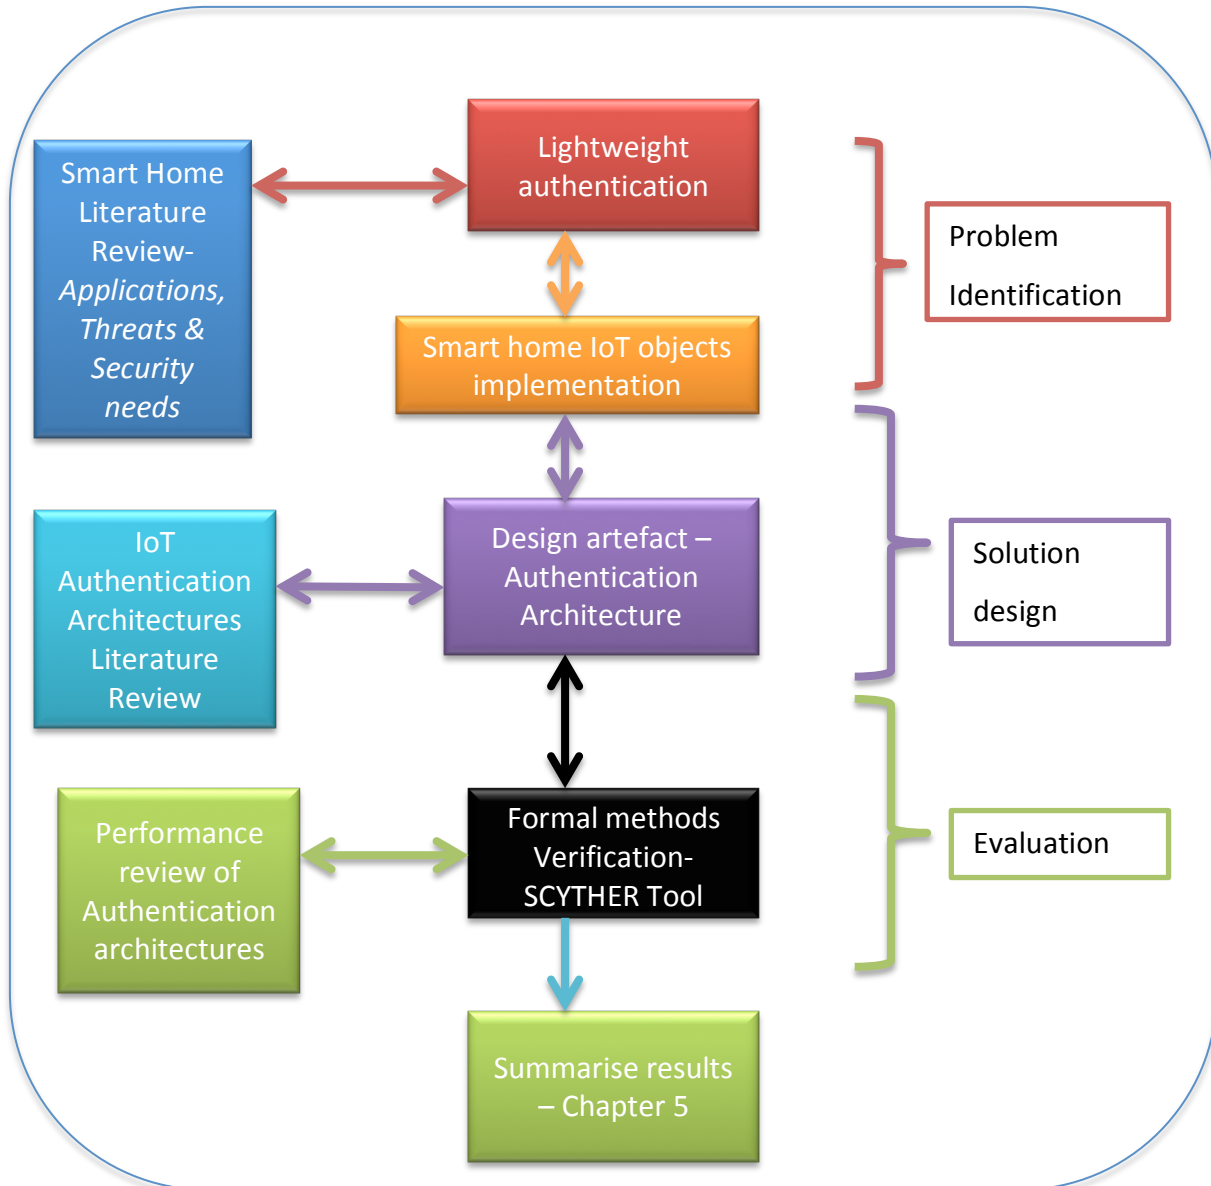 Lightweight
authentication
Smart Home
Literature
Review-
Applications,
Threats &
Security
needs
Problem
Identification
Smart home IoT objects
implementation
Design artefact –
Authentication
Architecture
IoT
Authentication
Architectures
Literature
Review
Solution
design
Formal methods
Verification-
SCYTHER Tool
Performance
review of
Authentication
architectures
Evaluation
Summarise results
– Chapter 5